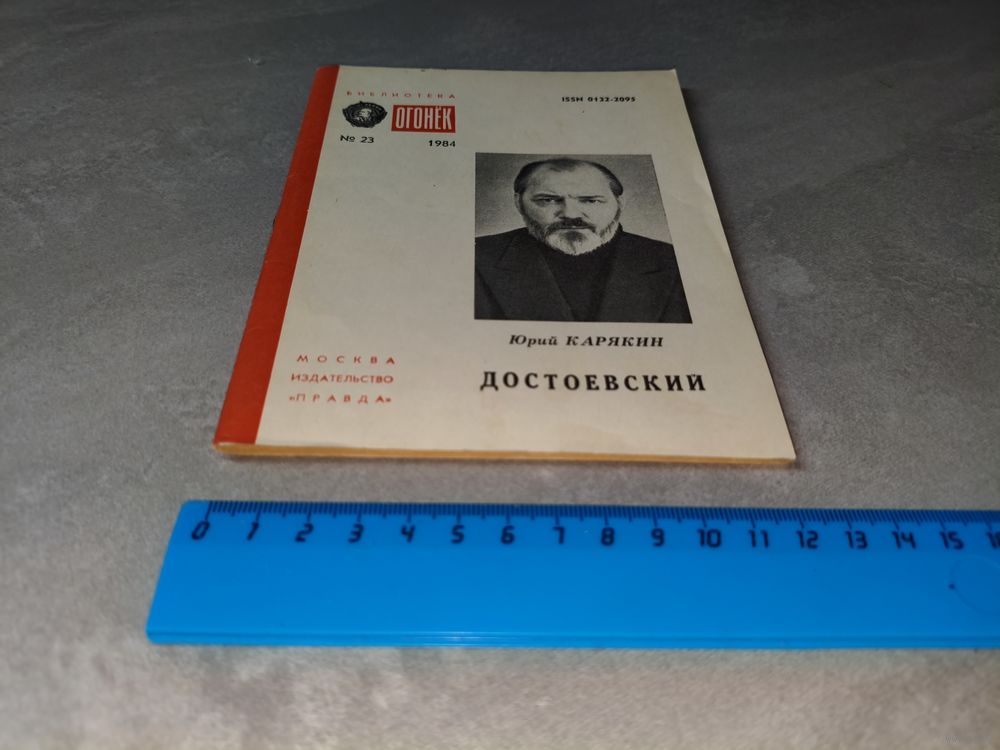 БИБЛИОТЕКА
ОГОНЁК
№ 23 1984
ISSN 0132-2095
Юрий КАРЯКИН
ДОСТОЕВСКИЙ
МОСКВА
ИЗДАТЕЛЬСТВО
«ПРАВДА»
0 1 2 3 4 5 6 7 8 9 10 11 12 13 14 15